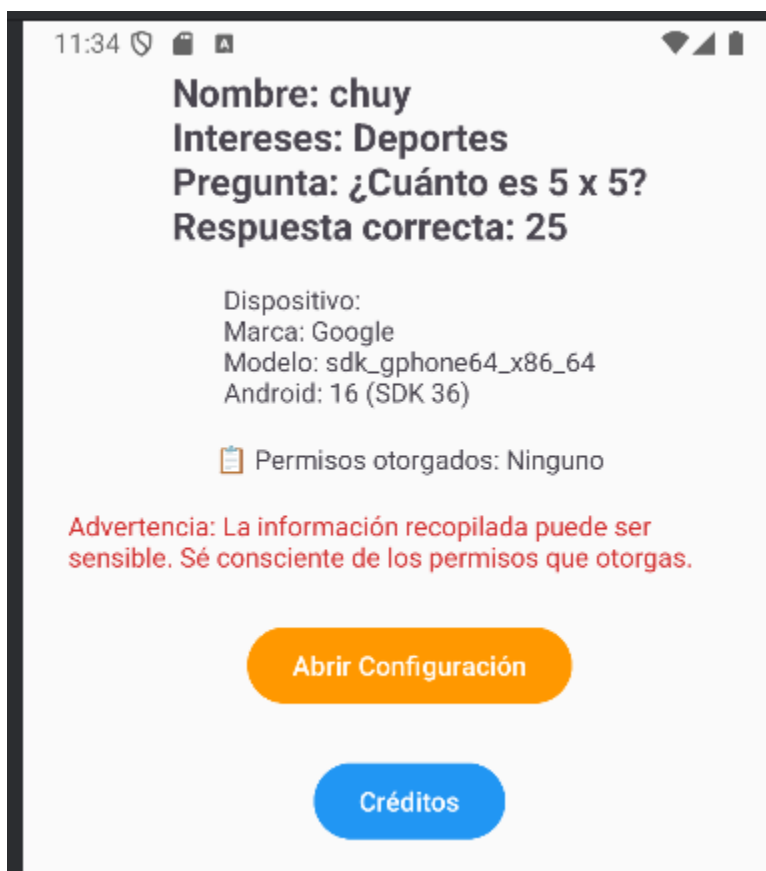 11:34
Nombre: chuy
Intereses: Deportes
Pregunta: ¿Cuánto es 5 x 5?
Respuesta correcta: 25
Dispositivo:
Marca: Google
Modelo: sdk_gphone64_x86_64
Android: 16 (SDK 36)
📋 Permisos otorgados: Ninguno
Advertencia: La información recopilada puede ser
sensible. Sé consciente de los permisos que otorgas.
Abrir Configuración
Créditos